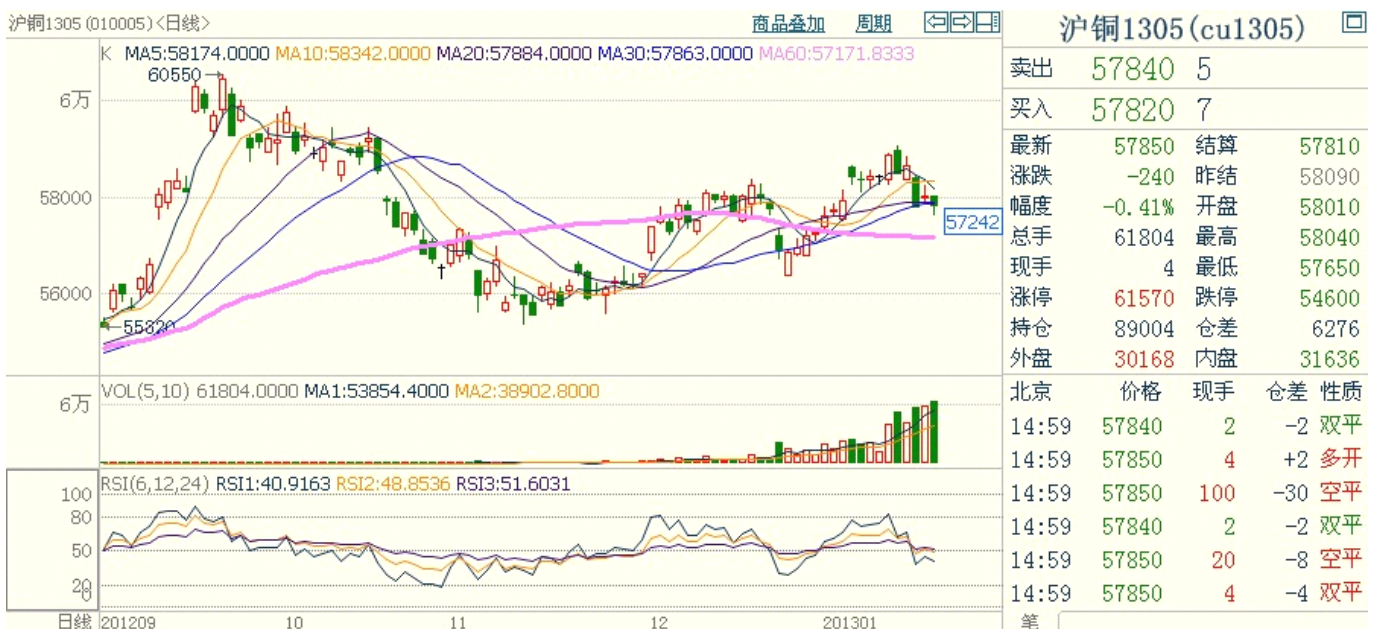 沪铜1305 (010005)<日线>
商品叠加 周期
K MA5:58174.0000 MA10:58342.0000 MA20:57884.0000 MA30:57863.0000 MA60:57171.8333
60550
6万
58000
57242
56000
55320
VOL(5,10) 61804.0000 MA1:53854.4000 MA2:38902.8000
6万
RSI(6,12,24) RSI1:40.9163 RSI2:48.8536 RSI3:51.6031
100
80
50
20
0
日线 201209 10 11 12 201301
沪铜1305(cu1305)
卖出 57840 5
买入 57820 7
最新 57850 结算 57810
涨跌 -240 昨结 58090
幅度 -0.41% 开盘 58010
总手 61804 最高 58040
现手 4 最低 57650
涨停 61570 跌停 54600
持仓 89004 仓差 6276
外盘 30168 内盘 31636
北京 价格 现手 仓差 性质
14:59 57840 2 -2 双平
14:59 57850 4 +2 多开
14:59 57850 100 -30 空平
14:59 57840 2 -2 双平
14:59 57850 20 -8 空平
14:59 57850 4 -4 双平
笔